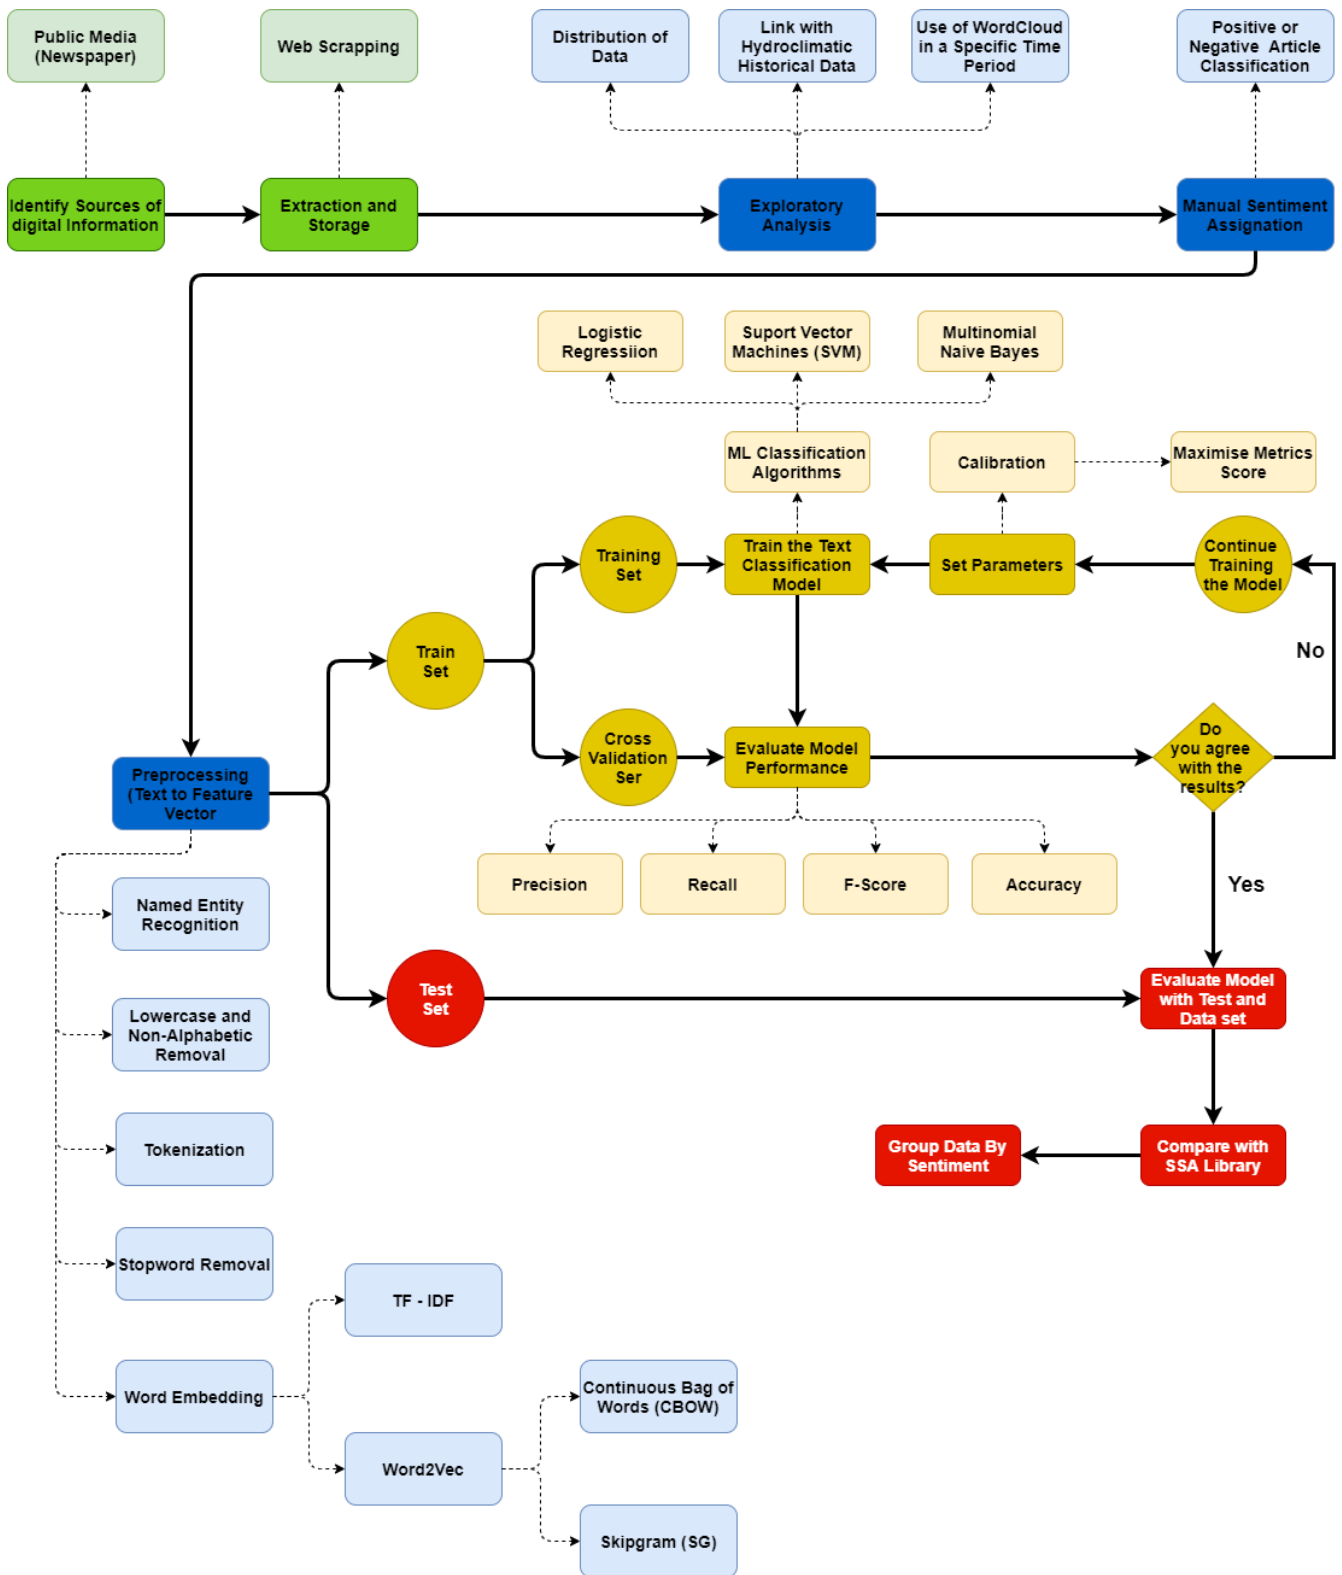 Public Media
(Newspaper)
Web Scrapping
Distribution of
Data
Link with
Hydroclimatic
Historical Data
Use of WordCloud
in a Specific Time
Period
Positive or
Negative Article
Classification
Identify Sources of
digital Information
Extraction and
Storage
Exploratory
Analysis
Manual Sentiment
Assignation
Logistic
Regressiion
Suport Vector
Machines (SVM)
Multinomial
Naive Bayes
ML Classification
Algorithms
Calibration
Maximise Metrics
Score
Training
Set
Train the Text
Classification
Model
Set Parameters
Continue
Training
the Model
Train
Set
No
Cross
Validation
Ser
Evaluate Model
Performance
Do
you agree
with the
results?
Preprocessing
(Text to Feature
Vector
Precision
Recall
F-Score
Accuracy
Yes
Named Entity
Recognition
Test
Set
Evaluate Model
with Test and
Data set
Lowercase and
Non-Alphabetic
Removal
Tokenization
Group Data By
Sentiment
Compare with
SSA Library
Stopword Removal
TF - IDF
Word Embedding
Continuous Bag of
Words (CBOW)
Word2Vec
Skipgram (SG)